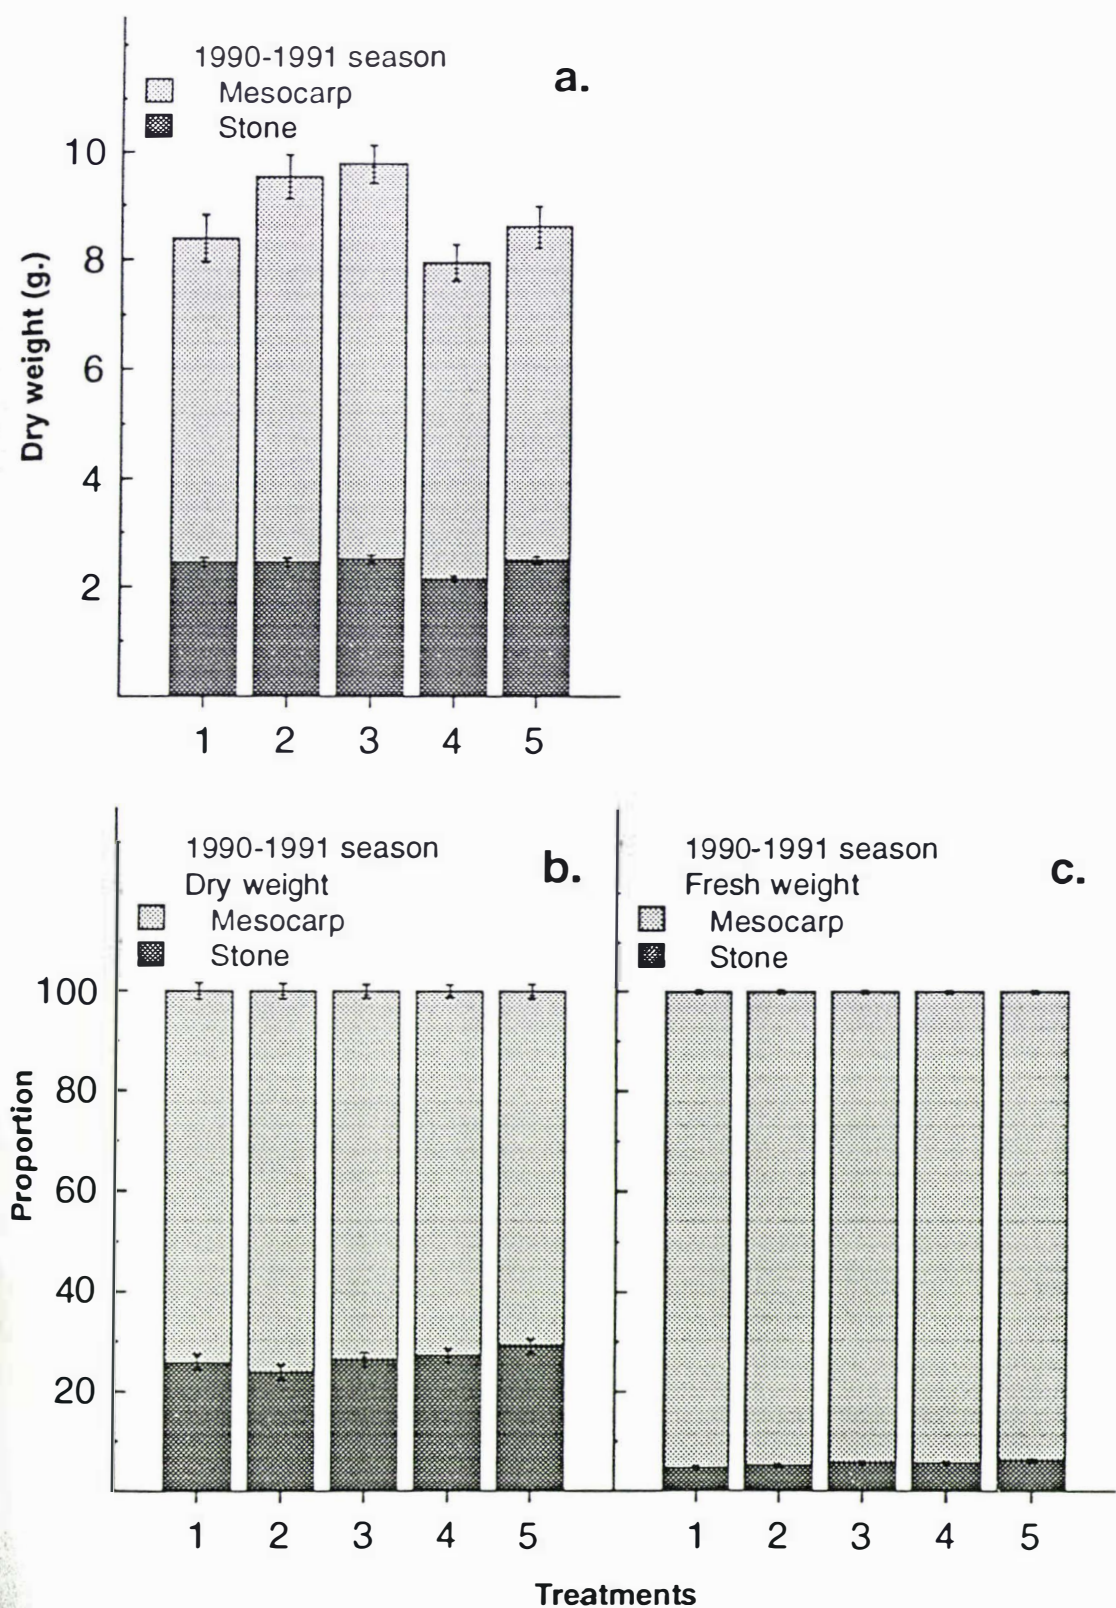 1990-1991 season
a.
Mesocarp
Stone
10
8
6
4
2
Dry weight (g.)
1 2 3 4 5
1990-1991 season
b.
Dry weight
Mesocarp
Stone
1990-1991 season
c.
Fresh weight
Mesocarp
Stone
100
80
60
40
20
Proportion
1 2 3 4 5
1 2 3 4 5
Treatments